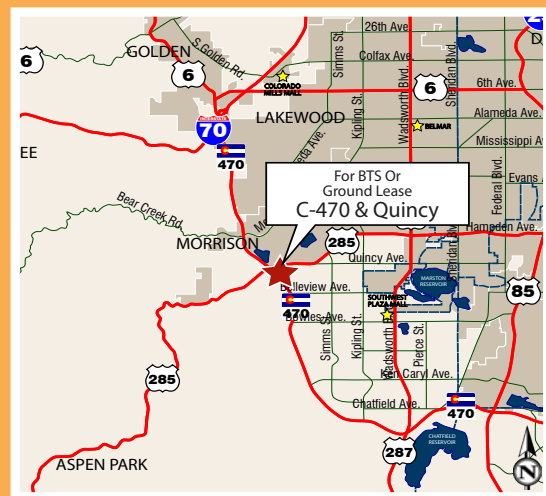 26th Ave.
GOLDEN
S. Golden Rd.
Simms St.
Kipling St.
Wadsworth Blvd.
Sheridan Blvd.
Colfax Ave.
6
6
COLORADO
MILLS MALL
6th Ave.
6
LAKEWOOD
Alameda Ave.
INTERSTATE
70
BELMAR
Mississippi Ave.
470
Federal Blvd.
EE
For BTS Or
Ground Lease
C-470 & Quincy
Evans A
Bear Creek Rd.
Hampden Ave.
MORRISON
285
Quincy Ave.
MARSTON
RESERVOIR
Belleview Ave.
85
470
SOUTHWEST
PLAZA MALL
Bowles Ave.
Simms St.
Kipling St.
Wadsworth Blvd.
Pierce St.
Sheridan Blvd.
285
Ken Caryl Ave.
Chatfield Ave.
470
CHATFIELD
RESERVOIR
287
ASPEN PARK
N